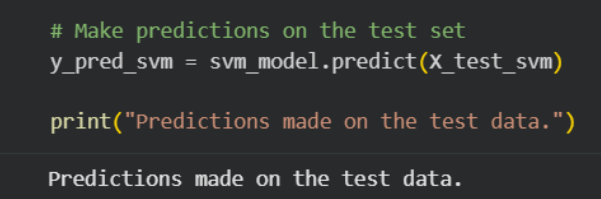 # Make predictions on the test set
y_pred_svm = svm_model.predict(X_test_svm)
print("Predictions made on the test data.")
Predictions made on the test data.